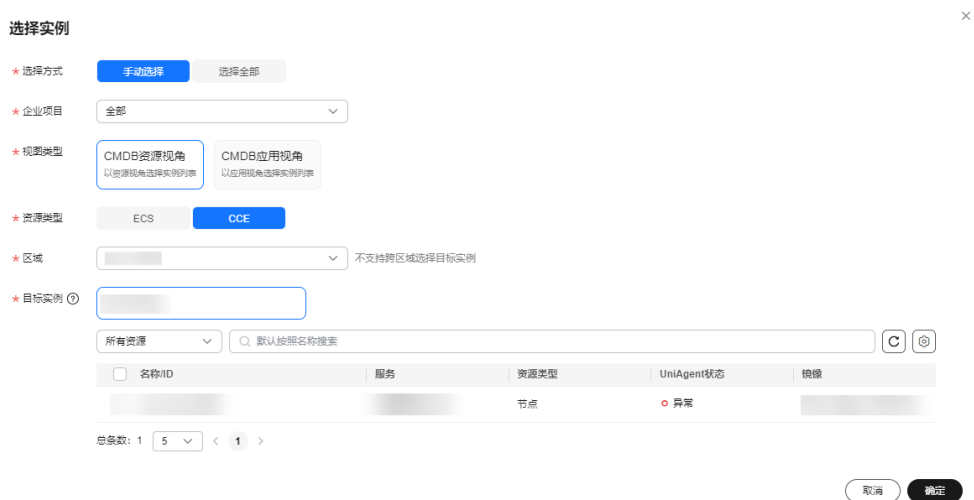 选择实例
* 选择方式 手动选择 选择全部
* 企业项目 全部
* 视图类型 CMDB资源视角 CMDB应用视角
以资源视角选择实例列表 以应用视角选择实例列表
* 资源类型 ECS CCE
* 区域 不支持跨区域选择目标实例
* 目标实例 ?
所有资源 默认按照名称搜索
名称/ID 服务 资源类型 UniAgent状态 镜像
节点 异常
总条数: 1 5 < 1 >
取消 确定